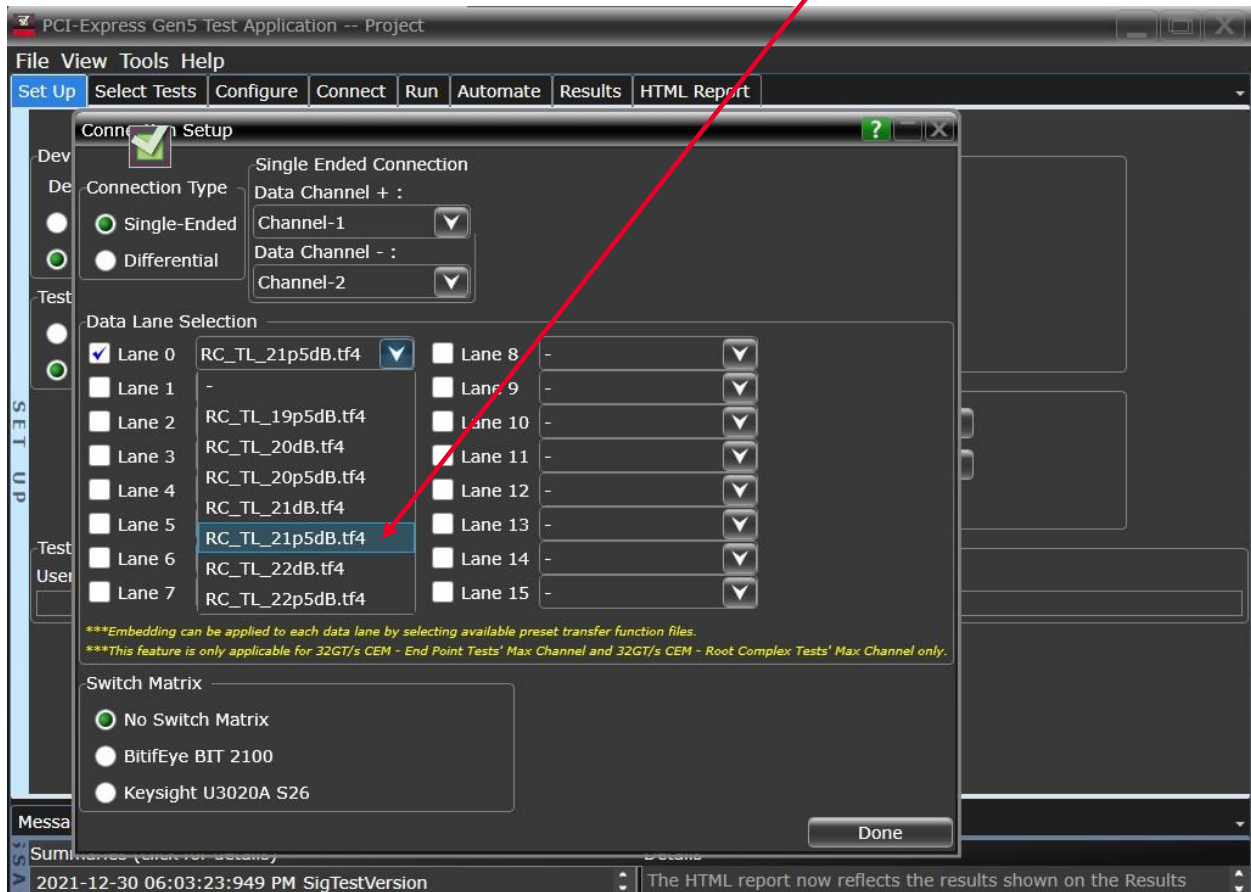 PCI-Express Gen5 Test Application -- Project
File View Tools Help
Set Up Select Tests Configure Connect Run Automate Results HTML Report
Connection Setup ?
Dev
De
Test
Connection Type
Single-Ended
Differential
Single Ended Connection
Data Channel + :
Channel-1
Data Channel - :
Channel-2
Data Lane Selection
Lane 0 RC_TL_21p5dB.tf4 Lane 8 -
Lane 1 - Lane 9 -
Lane 2 RC_TL_19p5dB.tf4 Lane 10 -
Lane 3 RC_TL_20dB.tf4 Lane 11 -
RC_TL_20p5dB.tf4
Lane 4 RC_TL_21dB.tf4 Lane 12 -
Lane 5 RC_TL_21p5dB.tf4 Lane 13 -
Lane 6 RC_TL_22dB.tf4 Lane 14 -
Lane 7 RC_TL_22p5dB.tf4 Lane 15 -
SET UP
Test
User
***Embedding can be applied to each data lane by selecting available preset transfer function files.
***This feature is only applicable for 32GT/s CEM - End Point Tests' Max Channel and 32GT/s CEM - Root Complex Tests' Max Channel only.
Switch Matrix
No Switch Matrix
BitifEye BIT 2100
Keysight U3020A S26
Done
Messa
2021-12-30 06:03:23:949 PM SigTestVersion
The HTML report now reflects the results shown on the Results